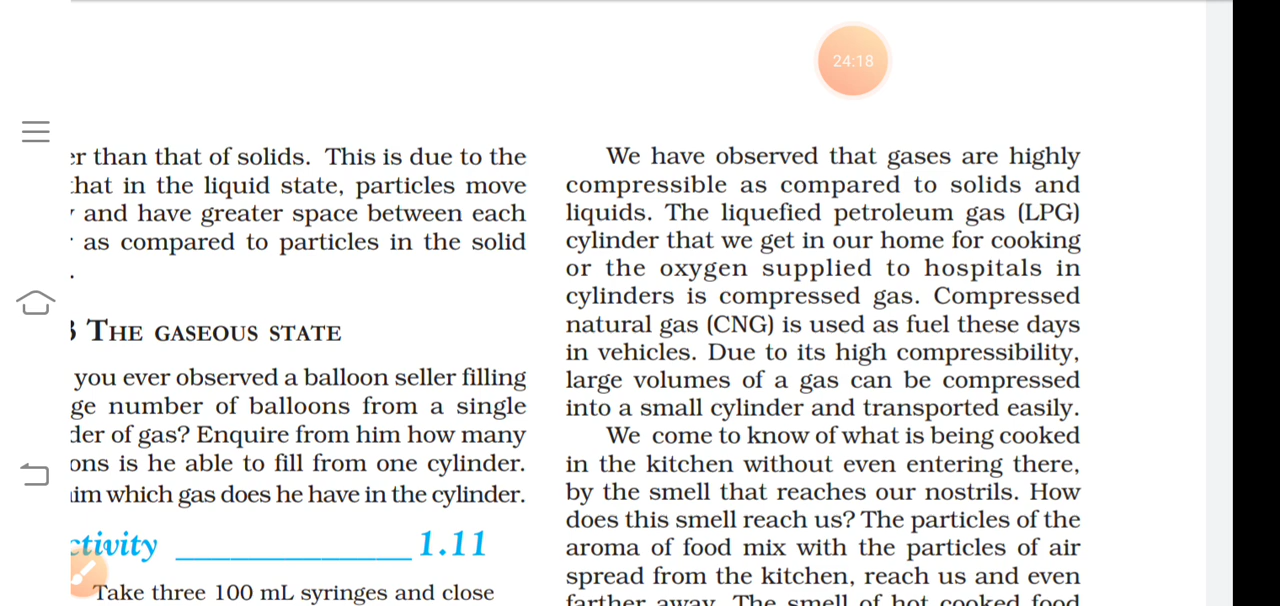 24:18
than that of solids. This is due to the
in the liquid state, particles move
and have greater space between each
as compared to particles in the solid
.
THE GASEOUS STATE
you ever observed a balloon seller filling
number of balloons from a single
of gas? Enquire from him how many
is he able to fill from one cylinder.
which gas does he have in the cylinder.
1.11
Take three 100 mL syringes and close
We have observed that gases are highly
compressible as compared to solids and
liquids. The liquefied petroleum gas (LPG)
cylinder that we get in our home for cooking
or the oxygen supplied to hospitals in
cylinders is compressed gas. Compressed
natural gas (CNG) is used as fuel these days
in vehicles. Due to its high compressibility,
large volumes of a gas can be compressed
into a small cylinder and transported easily.
We come to know of what is being cooked
in the kitchen without even entering there,
by the smell that reaches our nostrils. How
does this smell reach us? The particles of the
aroma of food mix with the particles of air
spread from the kitchen, reach us and even
farther away. The smell of hot cooked food